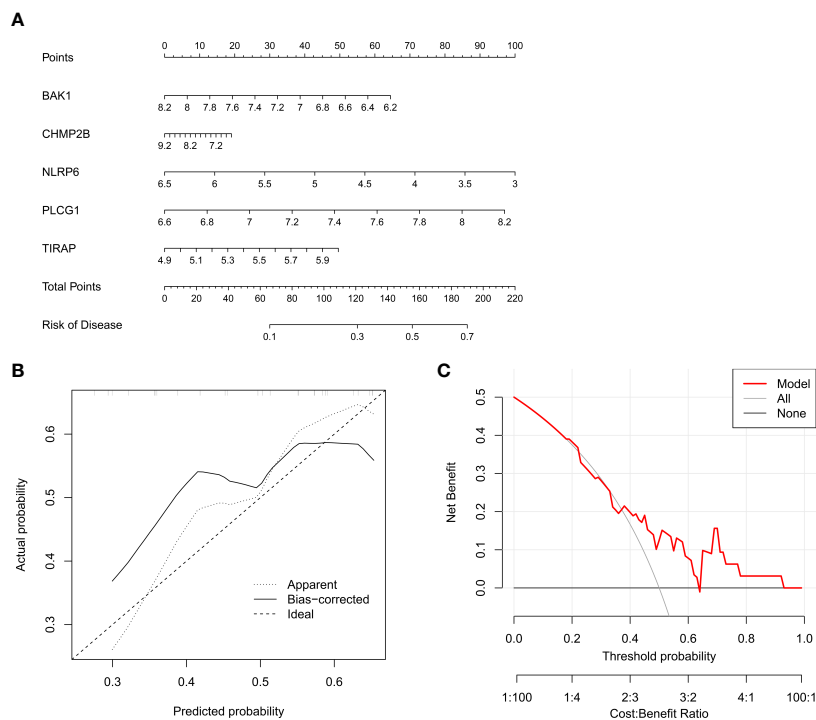 A
Points
0 10 20 30 40 50 60 70 80 90 100
BAK1
8.2 8 7.8 7.6 7.4 7.2 7 6.8 6.6 6.4 6.2
CHMP2B
9.2 8.2 7.2
NLRP6
6.5 6 5.5 5 4.5 4 3.5 3
PLCG1
6.6 6.8 7 7.2 7.4 7.6 7.8 8 8.2
TIRAP
4.9 5.1 5.3 5.5 5.7 5.9
Total Points
0 20 40 60 80 100 120 140 160 180 200 220
Risk of Disease
0.1 0.3 0.5 0.7
B
Actual probability
0.6
0.5
0.4
0.3
Apparent
Bias-corrected
Ideal
0.3 0.4 0.5 0.6
Predicted probability
C
Model
All
None
Net Benefit
0.5
0.4
0.3
0.2
0.1
0.0
0.0 0.2 0.4 0.6 0.8 1.0
Threshold probability
1:100 1:4 2:3 3:2 4:1 100:1
Cost:Benefit Ratio